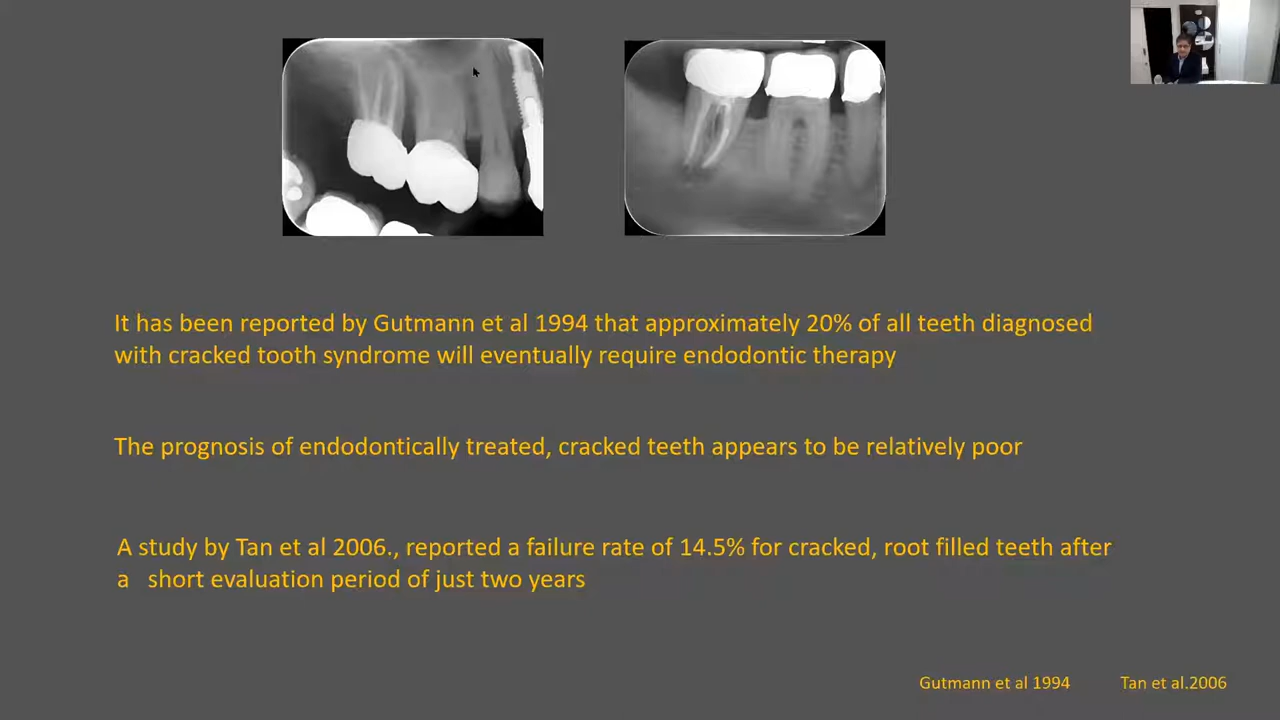 It has been reported by Gutmann et al 1994 that approximately 20% of all teeth diagnosed
with cracked tooth syndrome will eventually require endodontic therapy
The prognosis of endodontically treated, cracked teeth appears to be relatively poor
A study by Tan et al 2006., reported a failure rate of 14.5% for cracked, root filled teeth after
a short evaluation period of just two years
Gutmann et al 1994 Tan et al.2006